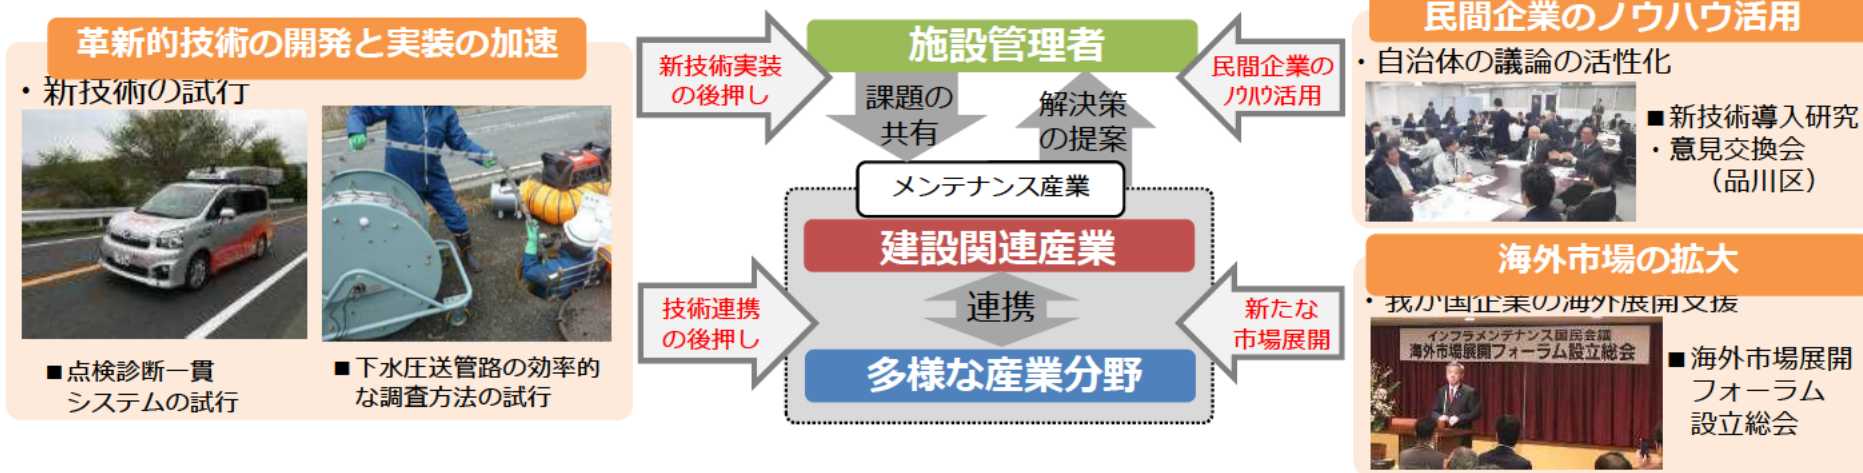 革新的技術の開発と実装の加速
・新技術の試行
■点検診断一貫
システムの試行
■下水圧送管路の効率的
な調査方法の試行
新技術実装
の後押し
技術連携
の後押し
施設管理者
課題の
共有
解決策
の提案
メンテナンス産業
建設関連産業
連携
多様な産業分野
民間企業の
ノウハウ活用
新たな
市場展開
民間企業のノウハウ活用
・自治体の議論の活性化
■新技術導入研究
・意見交換会
（品川区）
海外市場の拡大
・我が国企業の海外展開支援
インフラメンテナンス国民会議
海外市場展開フォーラム設立総会
■海外市場展開
フォーラム
設立総会